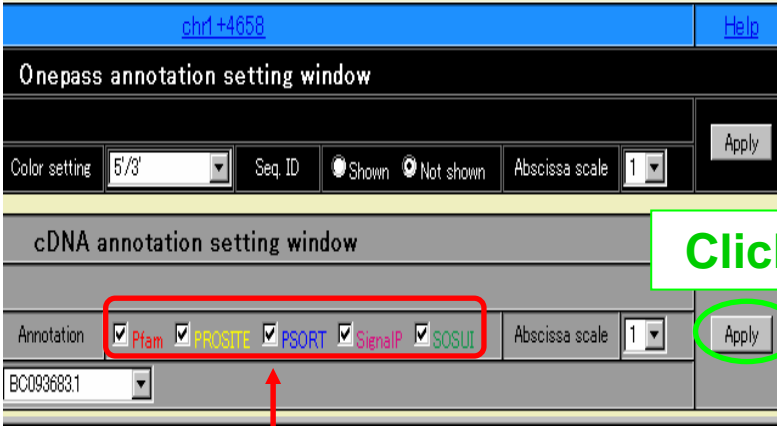 chr1+4658 Help
Onepass annotation setting window
Apply
Color setting 5'/3' Seq. ID Shown Not shown Abscissa scale 1
cDNA annotation setting window
Annotation Pfam PROSITE PSORT SignalP SOSUI Abscissa scale 1 Apply
BC093683.1